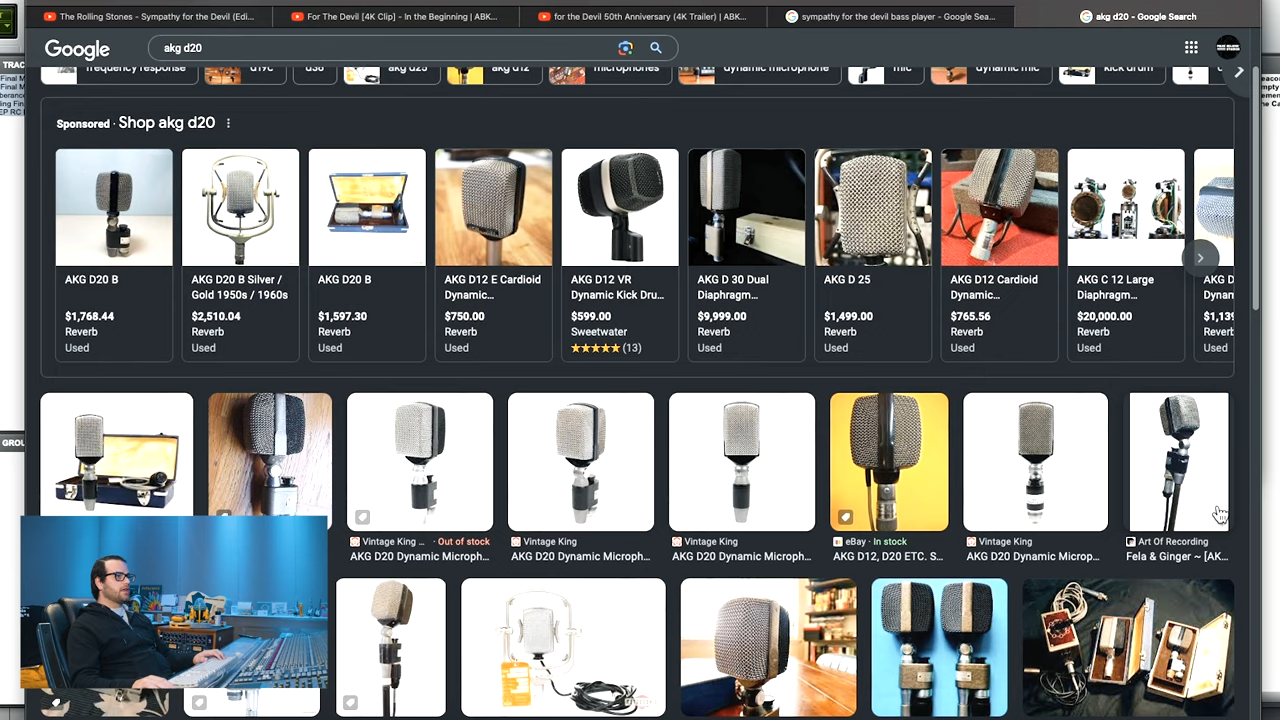 The Rolling Stones - Sympathy for the Devil (Edi...
For The Devil [4K Clip] - In the Beginning | ABK...
for the Devil 50th Anniversary (4K Trailer) | ABK...
sympathy for the devil bass player - Google Sea...
akg d20 - Google Search
Google
akg d20
TRAC
frequency response
d19c
d36
akg d25
akg d12
microphones
dynamic microphone
mic
dynamic mic
kick drum
Sponsored · Shop akg d20
AKG D20 B
$1,768.44
Reverb
Used
AKG D20 B Silver /
Gold 1950s / 1960s
$2,510.04
Reverb
Used
AKG D20 B
$1,597.30
Reverb
Used
AKG D12 E Cardioid
Dynamic...
$750.00
Reverb
Used
AKG D12 VR
Dynamic Kick Dru...
$599.00
Sweetwater
★★★★★ (13)
AKG D 30 Dual
Diaphragm...
$9,999.00
Reverb
Used
AKG D 25
$1,499.00
Reverb
Used
AKG D12 Cardioid
Dynamic...
$765.56
Reverb
Used
AKG C 12 Large
Diaphragm...
$20,000.00
Reverb
Used
$1,139
Reverb
Used
GROU
Vintage King ... · Out of stock
AKG D20 Dynamic Microph...
Vintage King
AKG D20 Dynamic Microph...
Vintage King
AKG D20 Dynamic Microph...
eBay · In stock
AKG D12, D20 ETC. S...
Vintage King
AKG D20 Dynamic Microp...
Art Of Recording
Fela & Ginger ~ [AK...